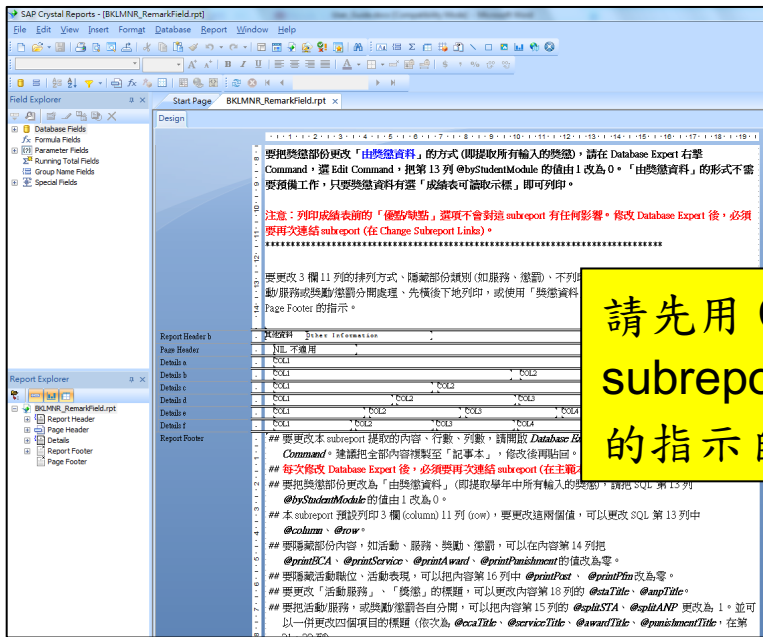 SAP Crystal Reports - [BKLMNR_RemarkField.rpt]
File Edit View Insert Format Database Report Window Help
Field Explorer
Start Page BKLMNR_RemarkField.rpt
Design
Database Fields
Formula Fields
Parameter Fields
Running Total Fields
Group Name Fields
Special Fields
要把獎懲部份更改「由獎懲資料」的方式 (即提取所有輸入的獎懲)，請在 Database Expert 右擊
Command，選 Edit Command，把第 13 列 @byStudentModule 的值由 1 改為 0。「由獎懲資料」的形式不需
要預備工作，只要獎懲資料有選「成績表可讀取示標」即可列印。
注意：列印成績表前的「優點/缺點」選項不會對這 subreport 有任何影響。修改 Database Expert 後，必須
要再次連結 subreport (在 Change Subreport Links)。
要更改 3 欄 11 列的排列方式、隱藏部份類別 (如服務、懲罰)、不列印
動/服務或獎勵/懲罰分開處理、先橫後下地列印，或使用「獎懲資料
Page Footer 的指示。
請先用
subrepo
的指示
Report Header b 其他資料 Other Information
Page Header NIL 不適用
Details a COL1
Details b COL1 COL2
Details c COL1 COL2
Details d COL1 COL2 COL3
Details e COL1 COL2 COL3 COL4
Details f COL1 COL2 COL3 COL4
Report Footer
## 要更改本 subreport 提取的內容、行數、列數，請開啟 Database Ex
Command。建議把全部內容複製至「記事本」，修改後再貼回。
## 每次修改 Database Expert 後，必須要再次連結 subreport (在主範
## 要把獎懲部份更改為「由獎懲資料」(即提取學年中所有輸入的獎懲)，請把 SQL 第 13 列
@byStudentModule 的值由 1 改為 0。
## 本 subreport 預設列印 3 欄 (column) 11 列 (row)，要更改這兩個值，可以更改 SQL 第 13 列中
@column、@row。
## 要隱藏部份內容，如活動、服務、獎勵、懲罰，可以在內容第 14 列把
@printECA、@printService、@printAward、@printPunishment 的值改為零。
## 要隱藏活動職位、活動表現，可以把內容第 16 列中 @printPost、@printPfm 改為零。
## 要更改「活動服務」、「獎懲」的標題，可以更改內容第 18 列的 @staTitle、@anpTitle。
## 要把活動/服務，或獎勵/懲罰各自分開，可以把內容第 15 列的 @splitSTA、@splitANP 更改為 1。並可
以一併更改四個項目的標題 (依次為 @ecaTitle、@serviceTitle、@awardTitle、@punishmentTitle，在第
Report Explorer
BKLMNR_RemarkField.rpt
Report Header
Page Header
Details
Report Footer
Page Footer